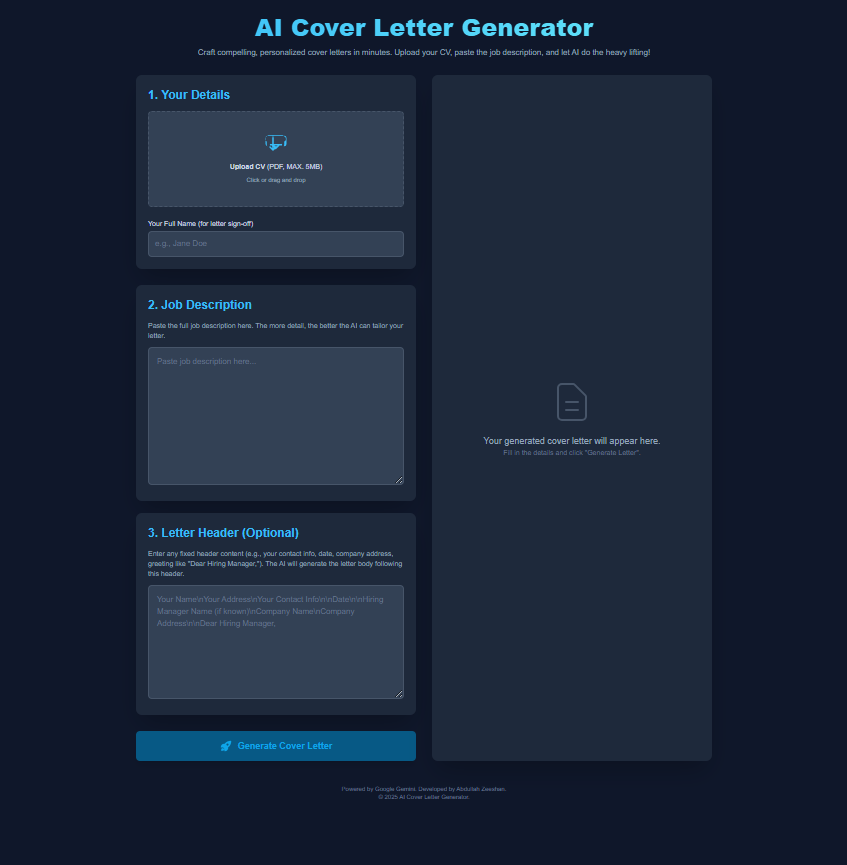 AI Cover Letter Generator
Craft compelling, personalized cover letters in minutes. Upload your CV, paste the job description, and let AI do the heavy lifting!
1. Your Details
Upload CV (PDF, MAX. 5MB)
Click or drag and drop
Your Full Name (for letter sign-off)
e.g., Jane Doe
2. Job Description
Paste the full job description here. The more detail, the better the AI can tailor your
letter.
Paste job description here...
3. Letter Header (Optional)
Enter any fixed header content (e.g., your contact info, date, company address,
greeting like "Dear Hiring Manager,"). The AI will generate the letter body following
this header.
Your Name\nYour Address\nYour Contact Info\n\nDate\n\nHiring
Manager Name (if known)\nCompany Name\nCompany
Address\n\nDear Hiring Manager,
Generate Cover Letter
Your generated cover letter will appear here.
Fill in the details and click "Generate Letter".
Powered by Google Gemini. Developed by Abdullah Zeeshan.
© 2025 AI Cover Letter Generator.